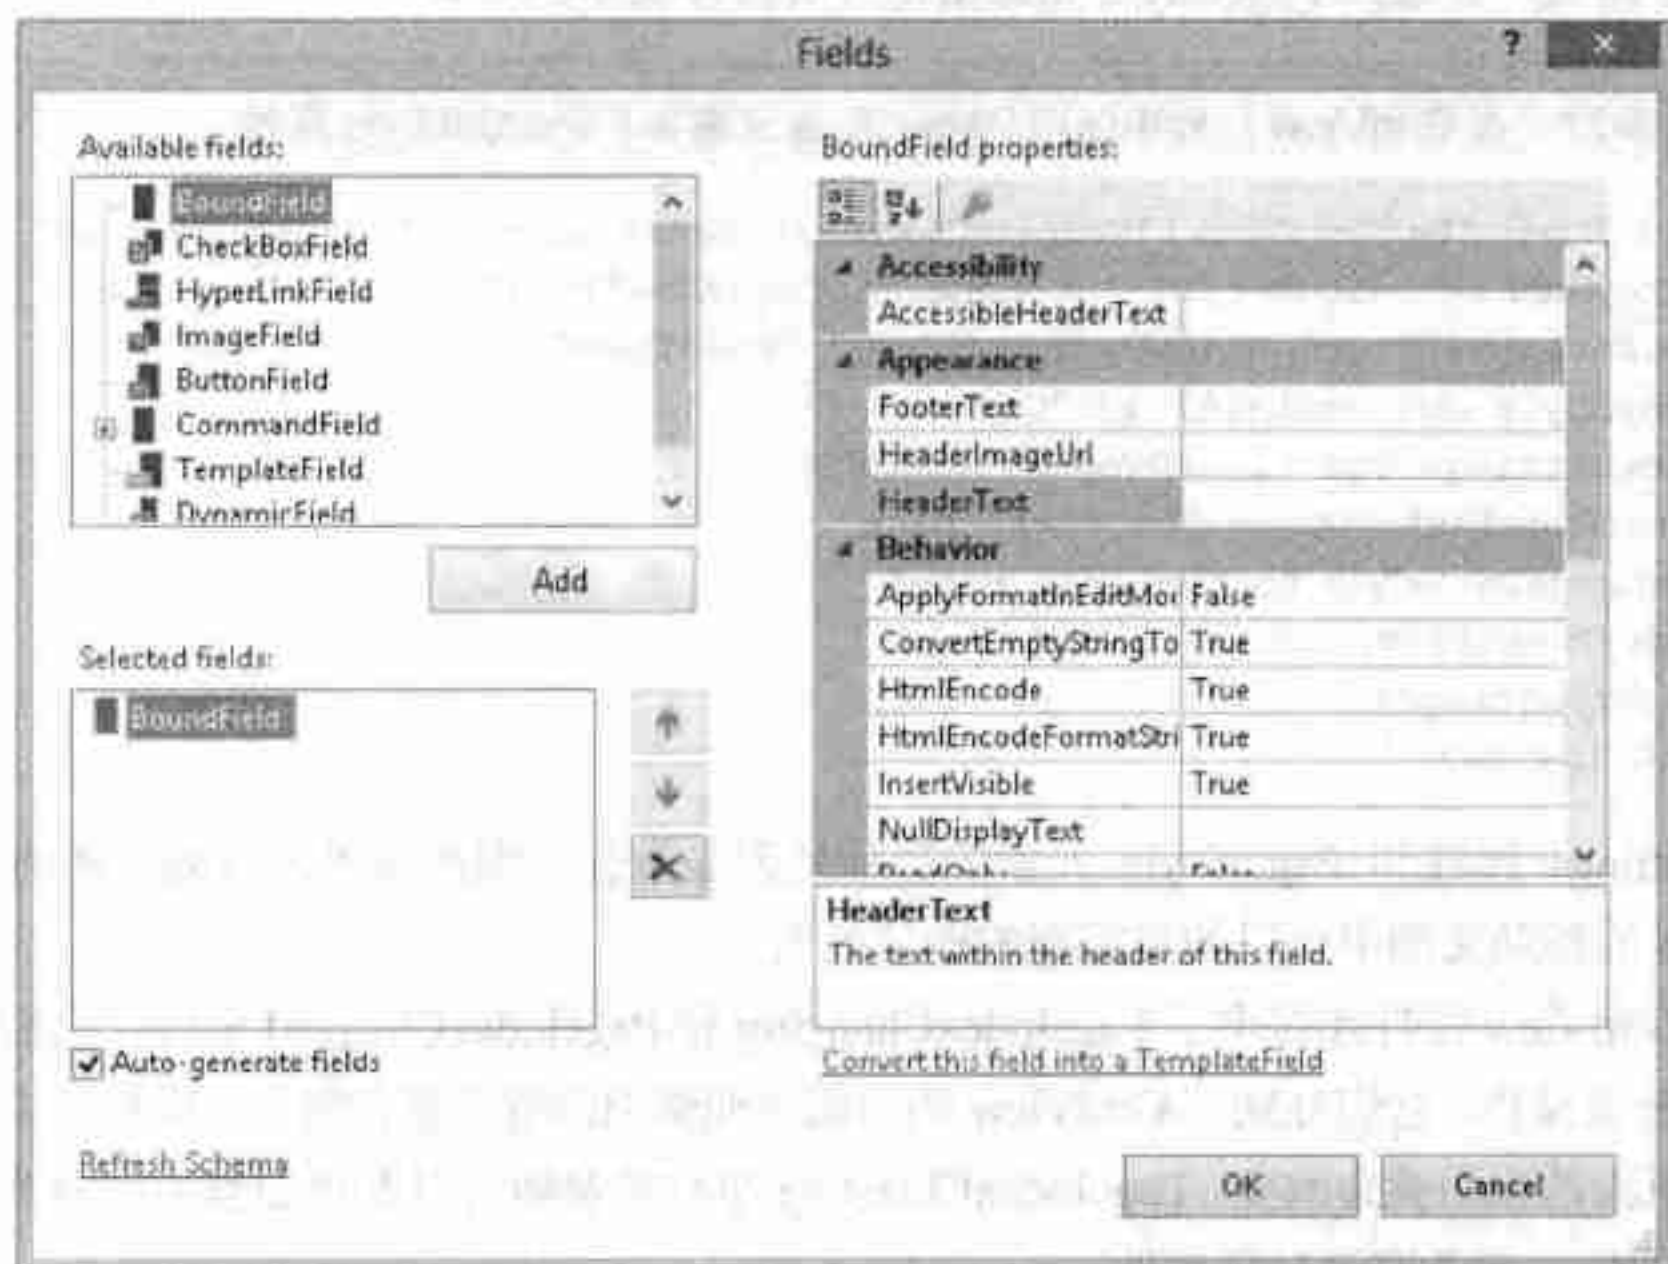 Fields
?
Available fields:
BoundField
CheckBoxField
HyperLinkField
ImageField
ButtonField
CommandField
TemplateField
DynamicField
Add
Selected fields:
BoundField
Auto-generate fields
Refresh Schema
BoundField properties:
Accessibility
AccessibleHeaderText
Appearance
FooterText
HeaderImageUrl
HeaderText
Behavior
ApplyFormatInEditMo False
ConvertEmptyStringTo True
HtmlEncode True
HtmlEncodeFormatStri True
InsertVisible True
NullDisplayText
ReadOnly False
HeaderText
The text within the header of this field.
Convert this field into a TemplateField
OK Cancel